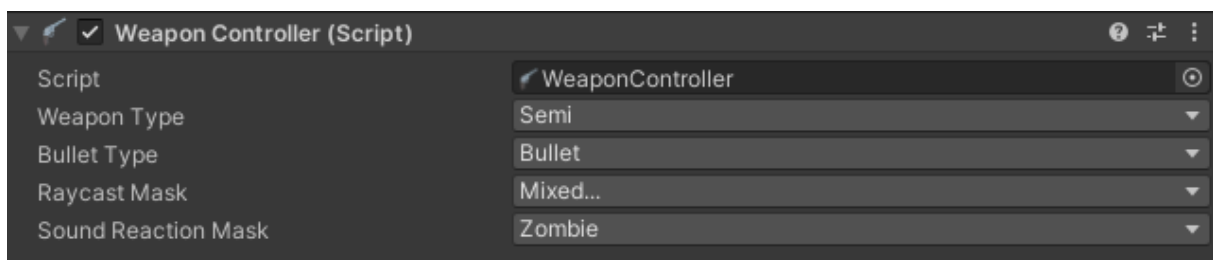 Weapon Controller (Script)
Script WeaponController
Weapon Type Semi
Bullet Type Bullet
Raycast Mask Mixed...
Sound Reaction Mask Zombie